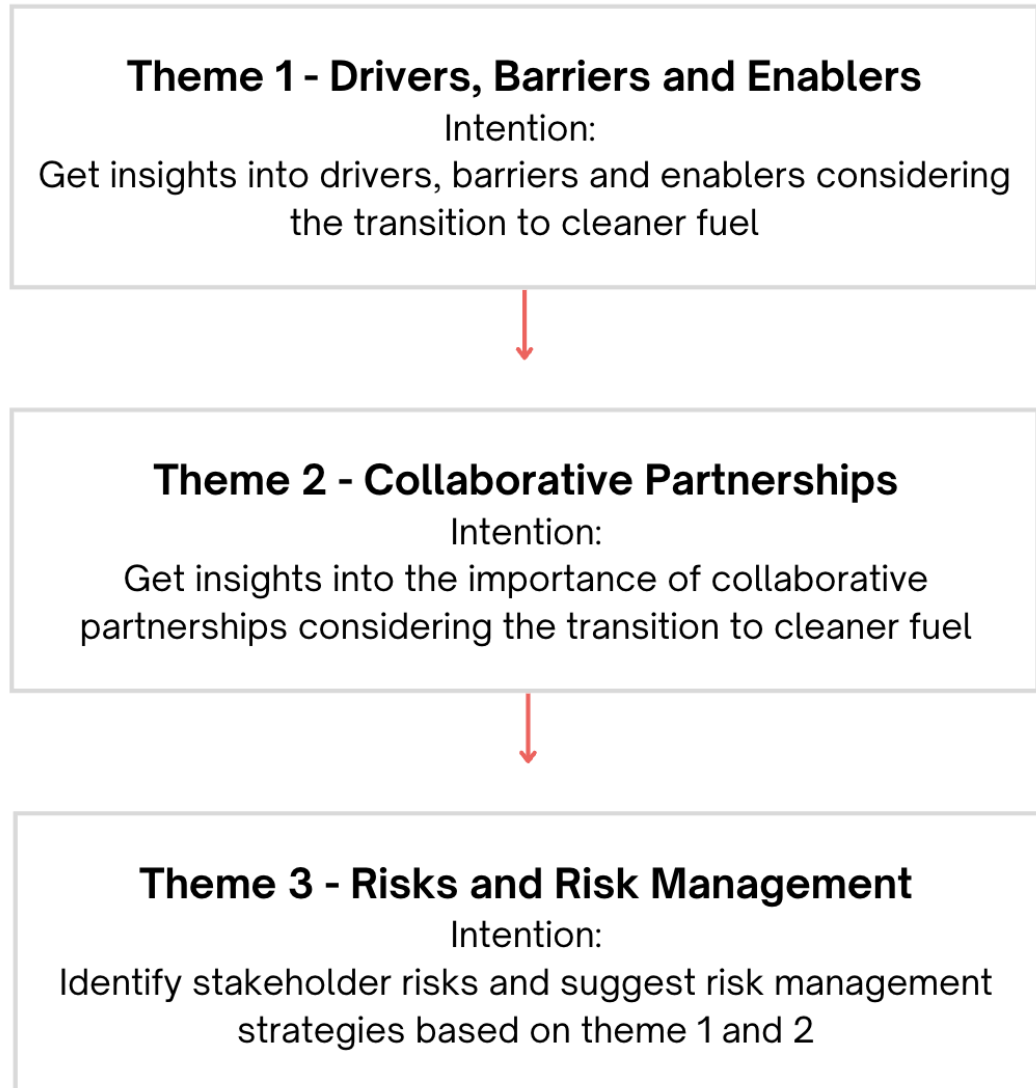 Theme 1 - Drivers, Barriers and Enablers
Intention:
Get insights into drivers, barriers and enablers considering
the transition to cleaner fuel
Theme 2 - Collaborative Partnerships
Intention:
Get insights into the importance of collaborative
partnerships considering the transition to cleaner fuel
Theme 3 - Risks and Risk Management
Intention:
Identify stakeholder risks and suggest risk management
strategies based on theme 1 and 2